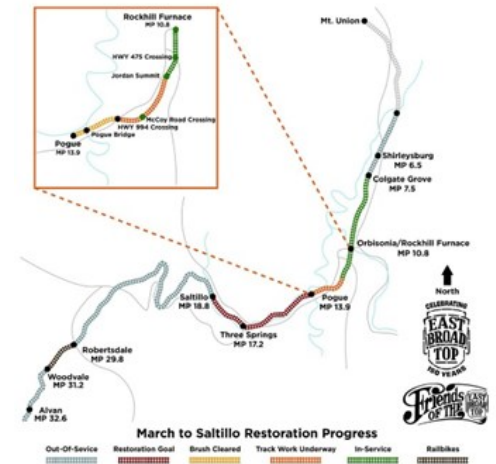 Rockhill Furnace
MP 10.8
HWY 475 Crossing
Jordan Summit
McCoy Road Crossing
HWY 994 Crossing
Pogue Bridge
Pogue
MP 13.9
Mt. Union
Shirleysburg
MP 6.5
Colgate Grove
MP 7.5
Orbisonia/Rockhill Furnace
MP 10.8
North
Pogue
MP 13.9
Saltillo
MP 18.8
Three Springs
MP 17.2
Robertsdale
MP 29.8
Woodvale
MP 31.2
Alvan
MP 32.6
CELEBRATING
EAST
BROAD
TOP
150 YEARS
Friends
OF THE
EAST
BROAD
TOP
March to Saltillo Restoration Progress
Out-Of-Sevice
Restoration Goal
Brush Cleared
Track Work Underway
In-Service
Railbikes